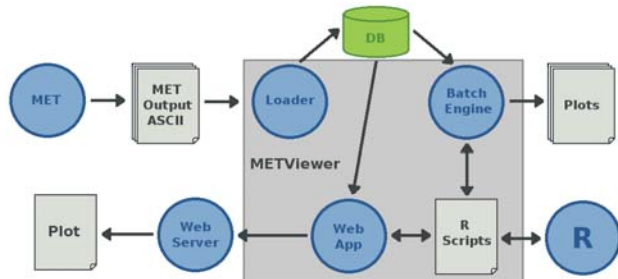 DB
MET
MET
Output
ASCII
Loader
Batch
Engine
Plots
METViewer
Plot
Web
Server
Web
App
R
Scripts
R